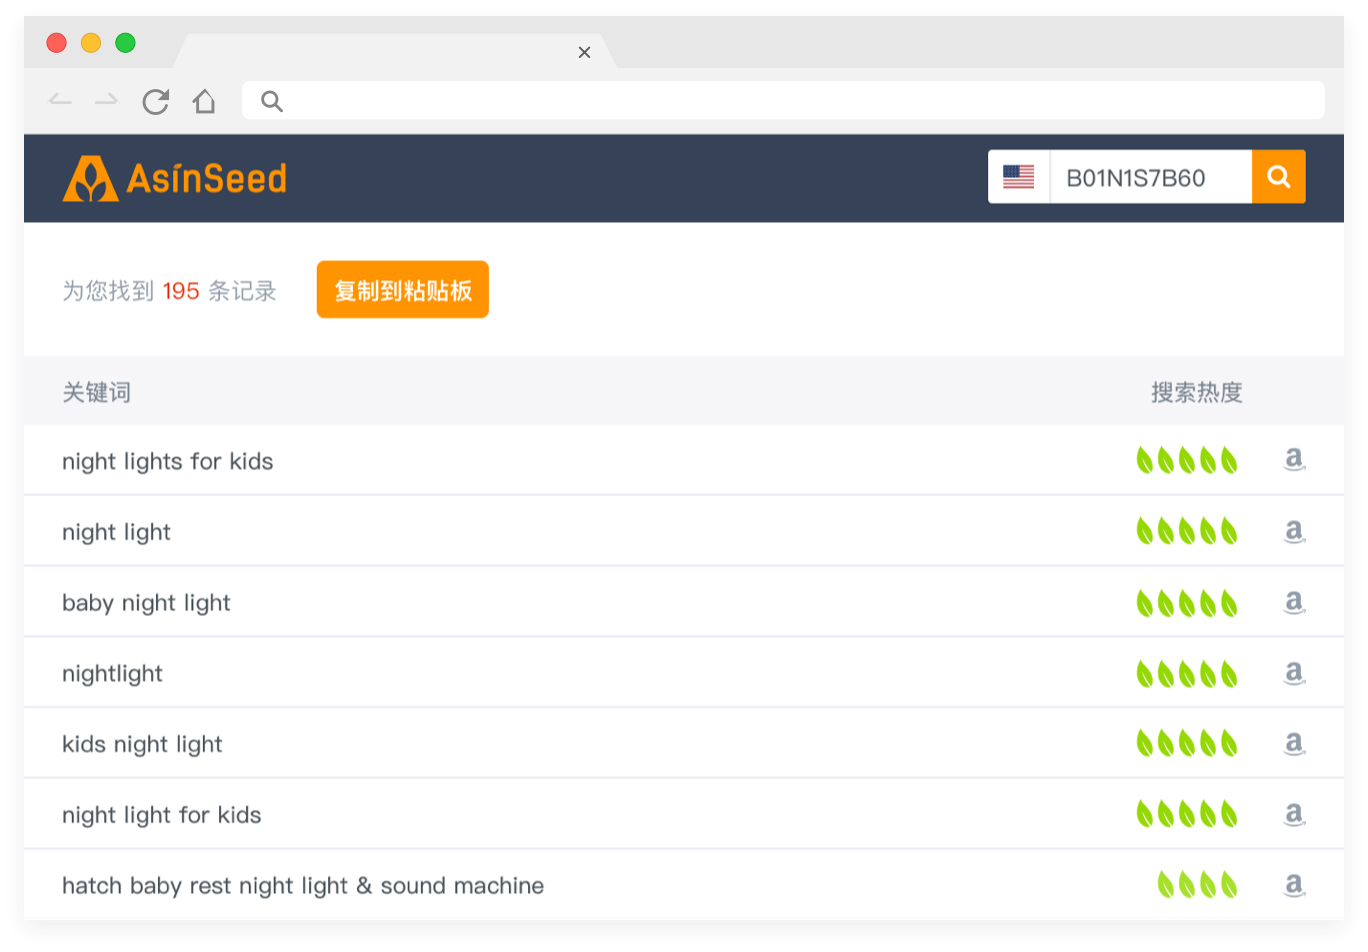 AsinSeed
B01N1S7B60
为您找到 195 条记录
复制到粘贴板
关键词 搜索热度
night lights for kids
night light
baby night light
nightlight
kids night light
night light for kids
hatch baby rest night light & sound machine